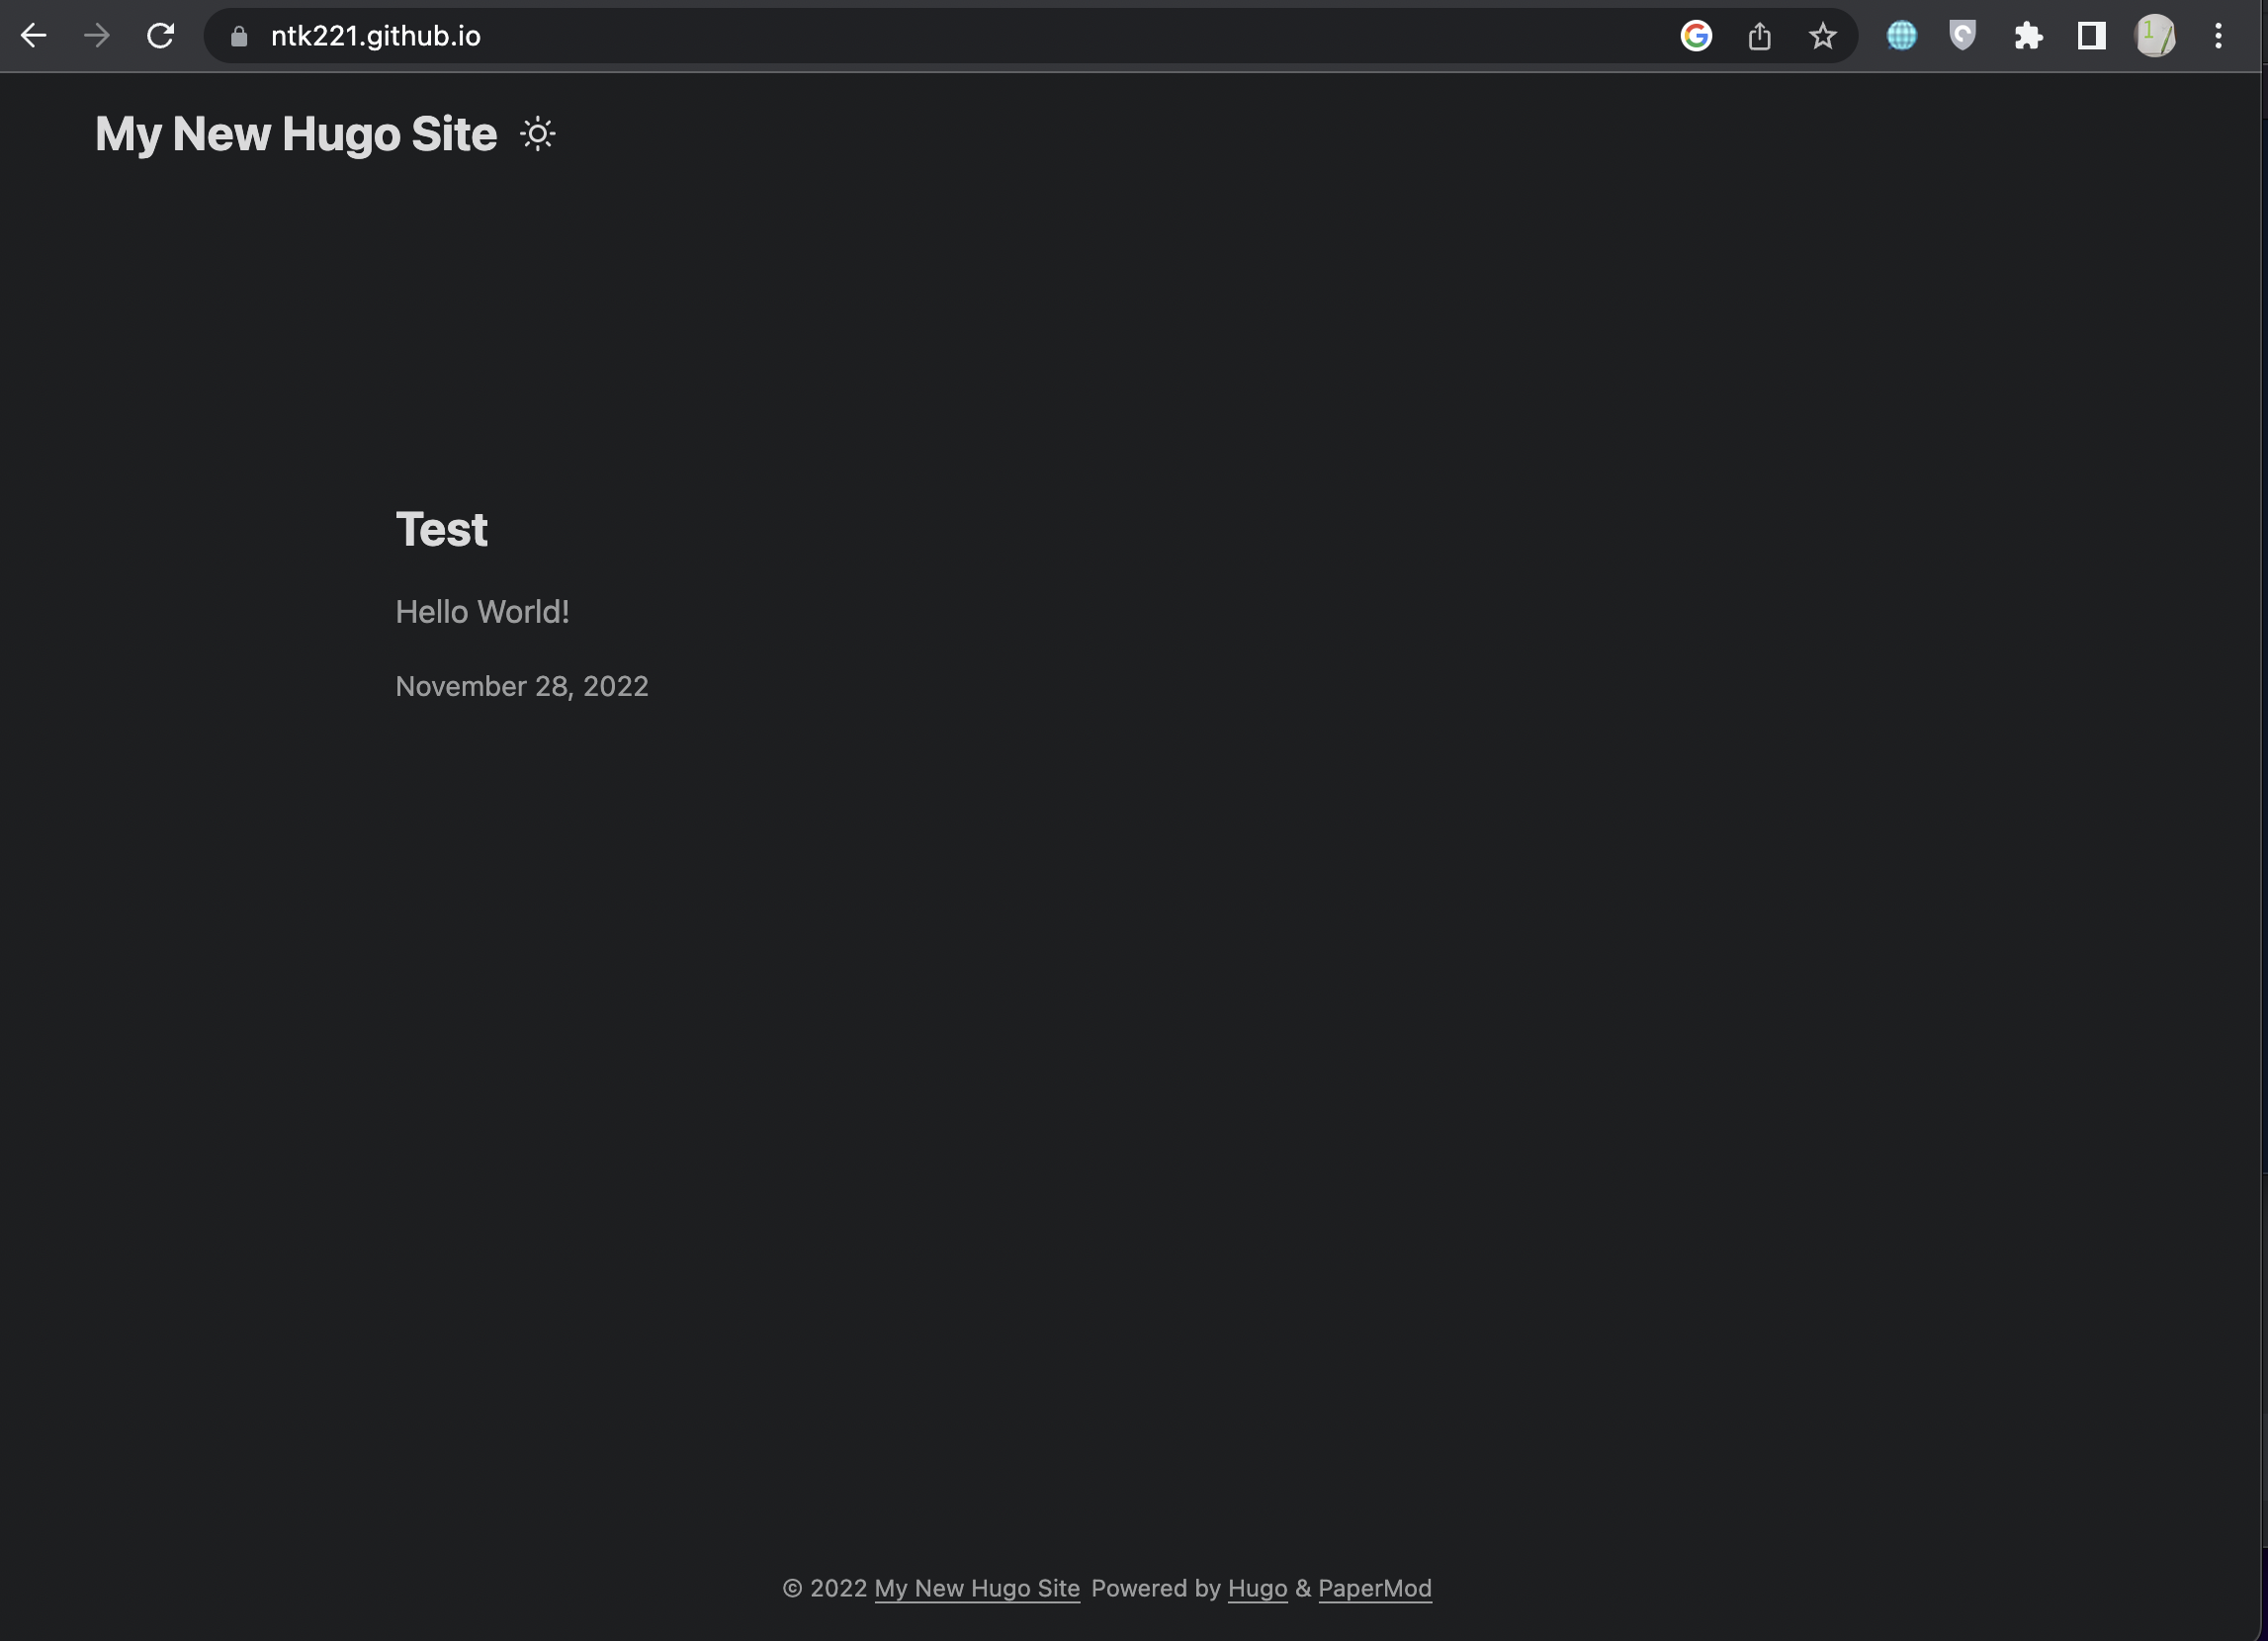 ntk221.github.io
My New Hugo Site
Test
Hello World!
November 28, 2022
© 2022 My New Hugo Site Powered by Hugo & PaperMod